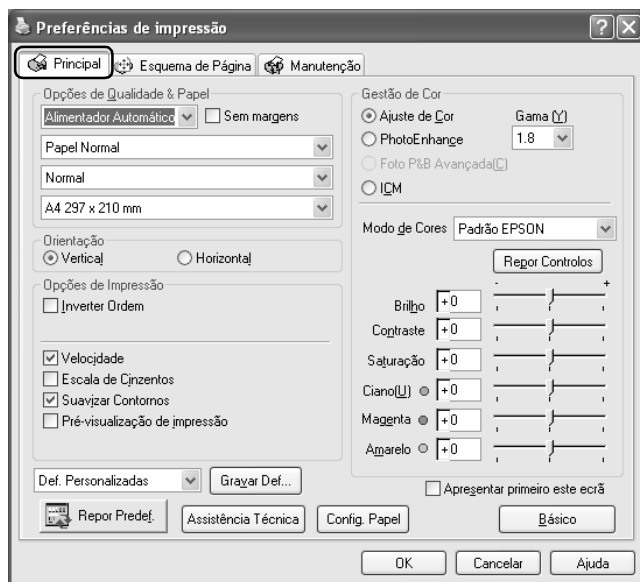 Preferências de impressão
Principal
Esquema de Página
Manutenção
Opções de Qualidade & Papel
Alimentador Automático
Sem margens
Papel Normal
Normal
A4 297 x 210 mm
Orientação
Vertical
Horizontal
Opções de Impressão
Inverter Ordem
Velocidade
Escala de Cinzentos
Suavizar Contornos
Pré-visualização de impressão
Def. Personalizadas
Gravar Def...
Repor Predef.
Assistência Técnica
Config. Papel
Gestão de Cor
Ajuste de Cor
Gama (Y)
PhotoEnhance
1.8
Foto P&B Avançada(C)
ICM
Modo de Cores
Padrão EPSON
Repor Controlos
- +
Brilho +0
Contraste +0
Saturação +0
Ciano(U) +0
Magenta +0
Amarelo +0
Apresentar primeiro este ecrã
Básico
OK
Cancelar
Ajuda